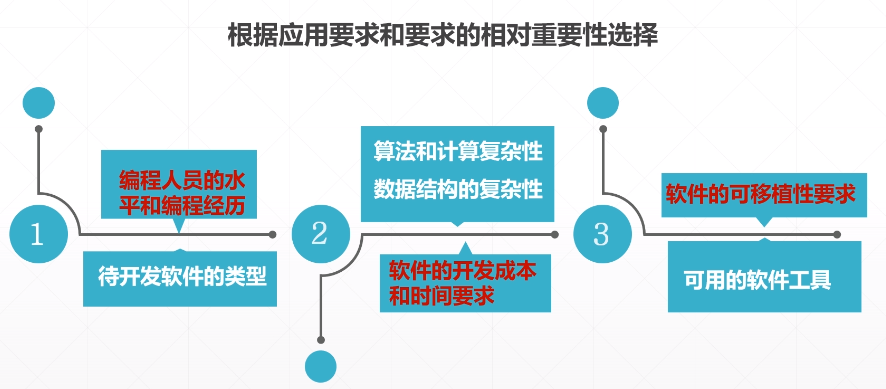 根据应用要求和要求的相对重要性选择
1
编程人员的水
平和编程经历
待开发软件的类型
2
算法和计算复杂性
数据结构的复杂性
软件的开发成本
和时间要求
3
软件的可移植性要求
可用的软件工具